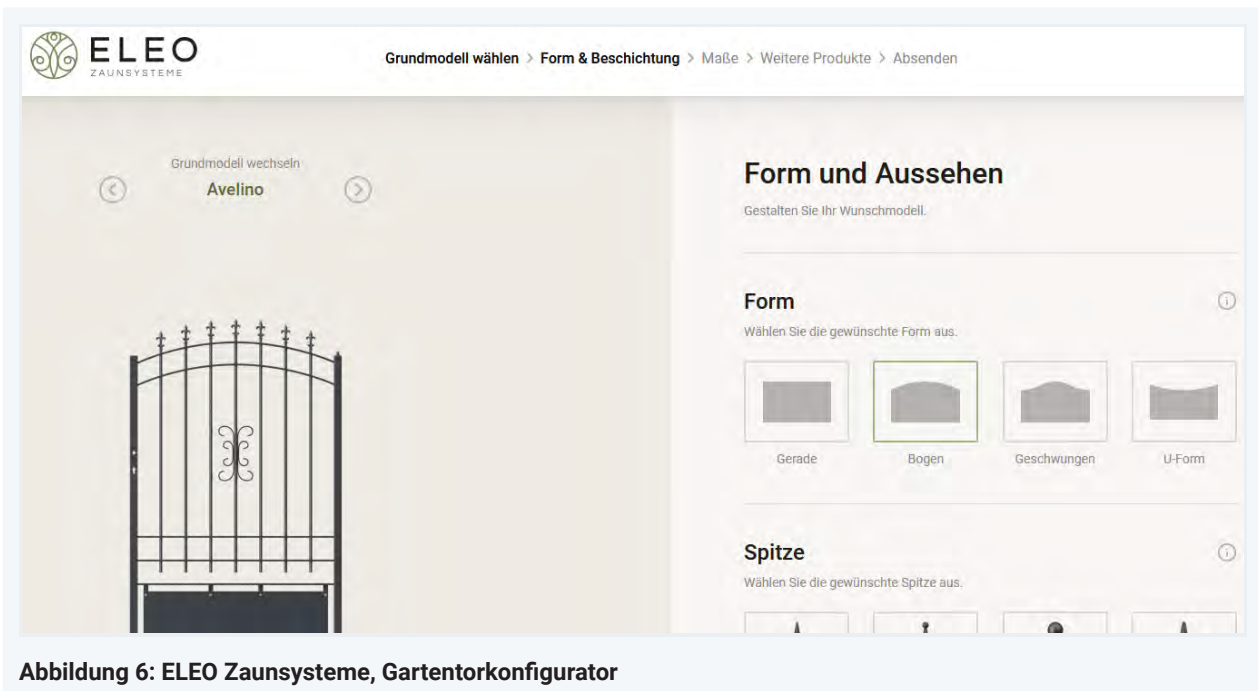 ELEO
ZAUNSYSTEME
Grundmodell wählen > Form & Beschichtung > Maße > Weitere Produkte > Absenden
Grundmodell wechseln
Avelino
Form und Aussehen
Gestalten Sie Ihr Wunschmodell.
Form
Wählen Sie die gewünschte Form aus.
Gerade
Bogen
Geschwungen
U-Form
Spitze
Wählen Sie die gewünschte Spitze aus.
Abbildung 6: ELEO Zaunsysteme, Gartentorkonfigurator